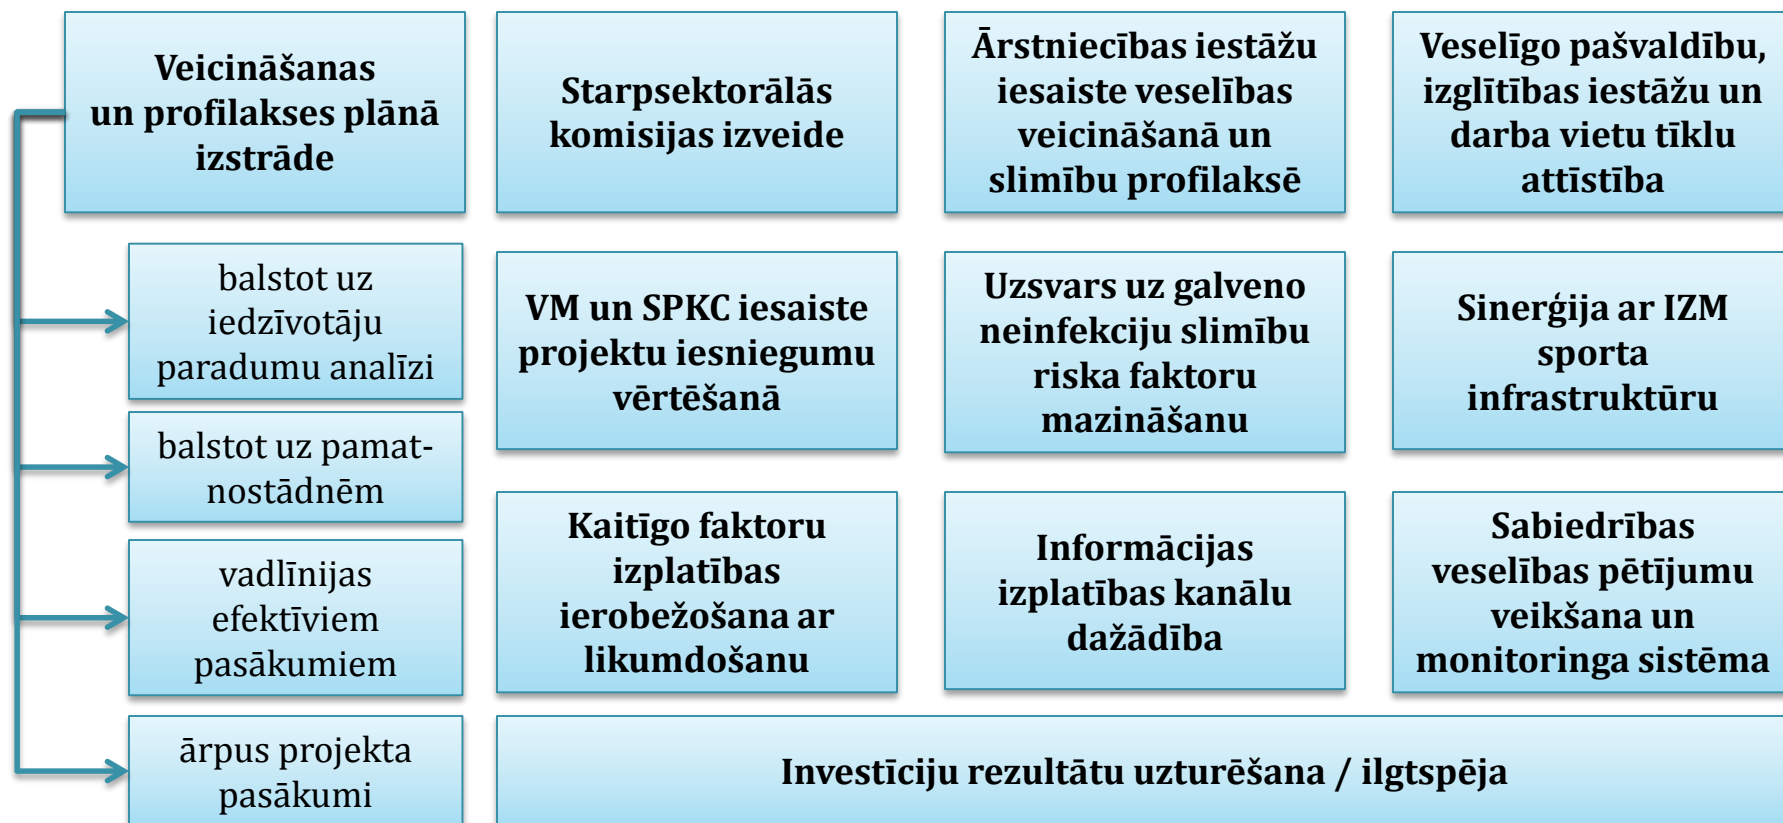 Veicināšanas
un profilakses plānā
izstrāde
Starpsektorālās
komisijas izveide
Ārstniecības iestāžu
iesaiste veselības
veicināšanā un
slimību profilaksē
Veselīgo pašvaldību,
izglītības iestāžu un
darba vietu tīklu
attīstība
balstot uz
iedzīvotāju
paradumu analīzi
VM un SPKC iesaiste
projektu iesniegumu
vērtēšanā
Uzsvars uz galveno
neinfekciju slimību
riska faktoru
mazināšanu
Sinerģija ar IZM
sporta
infrastruktūru
balstot uz pamat-
nostādnēm
vadlīnijas
efektīviem
pasākumiem
Kaitīgo faktoru
izplatības
ierobežošana ar
likumdošanu
Informācijas
izplatības kanālu
dažādība
Sabiedrības
veselības pētījumu
veikšana un
monitoringa sistēma
ārpus projekta
pasākumi
Investīciju rezultātu uzturēšana / ilgtspēja